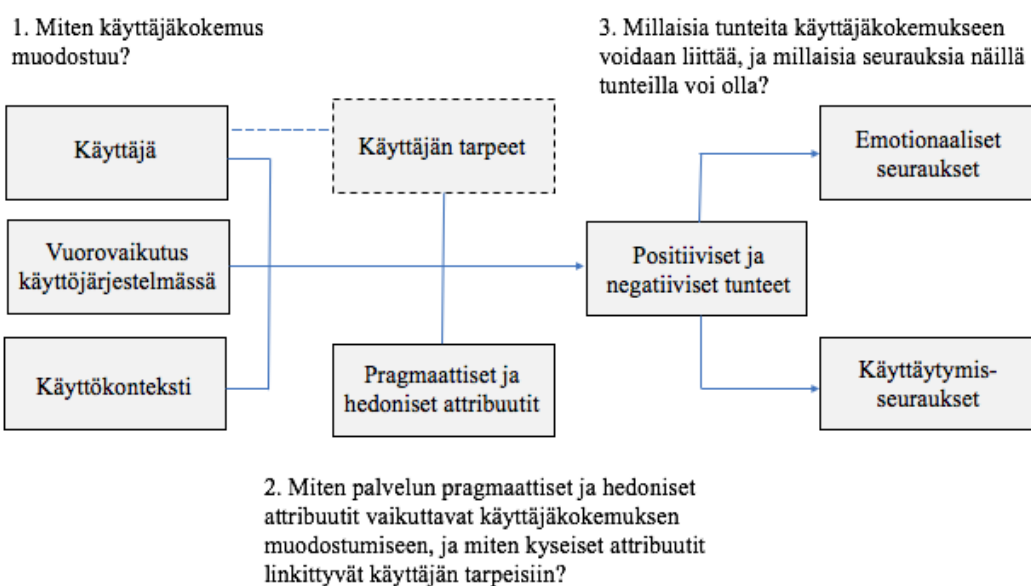 1. Miten käyttäjäkokemus
muodostuu?
3. Millaisia tunteita käyttäjäkokemukseen
voidaan liittää, ja millaisia seurauksia näillä
tunteilla voi olla?
Käyttäjä
Käyttäjän tarpeet
Emotionaaliset
seuraukset
Vuorovaikutus
käyttöjärjestelmässä
Positiiviset ja
negatiiviset tunteet
Käyttökonteksti
Pragmaattiset ja
hedoniset attribuutit
Käyttäytymis-
seuraukset
2. Miten palvelun pragmaattiset ja hedoniset
attribuutit vaikuttavat käyttäjäkokemuksen
muodostumiseen, ja miten kyseiset attribuutit
linkittyvät käyttäjän tarpeisiin?